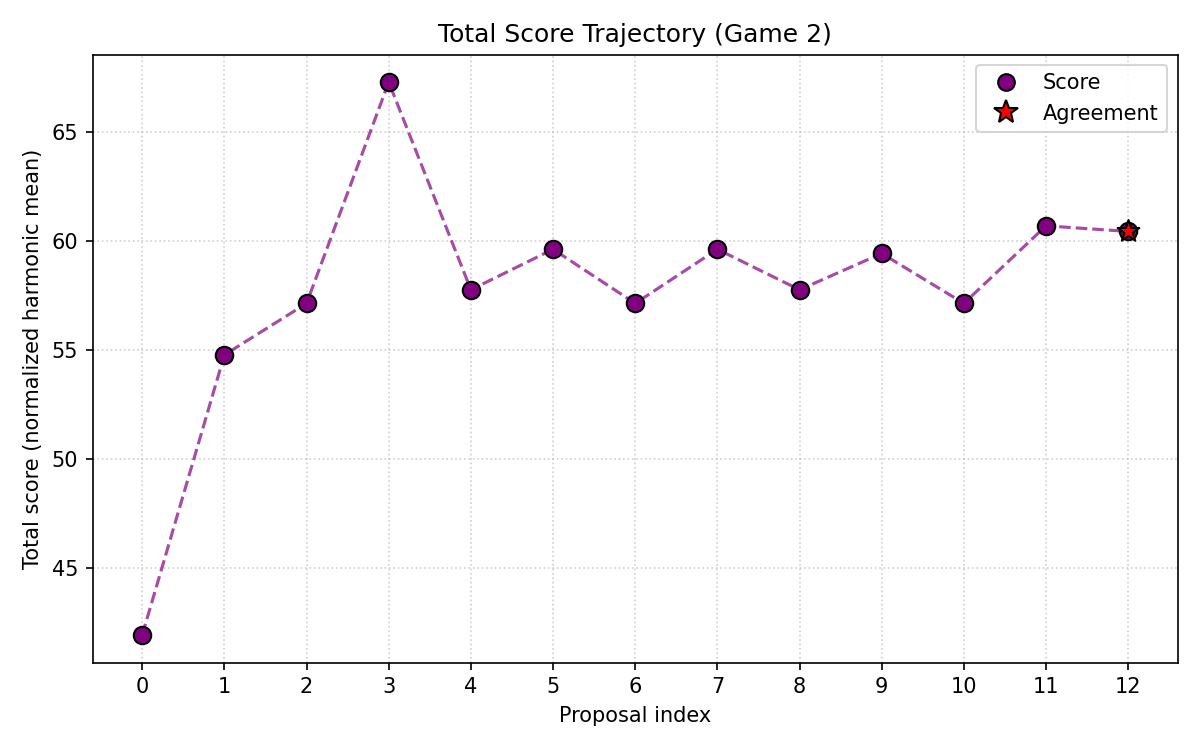 Total Score Trajectory (Game 2)
Score
Agreement
Total score (normalized harmonic mean)
65
60
55
50
45
0 1 2 3 4 5 6 7 8 9 10 11 12
Proposal index